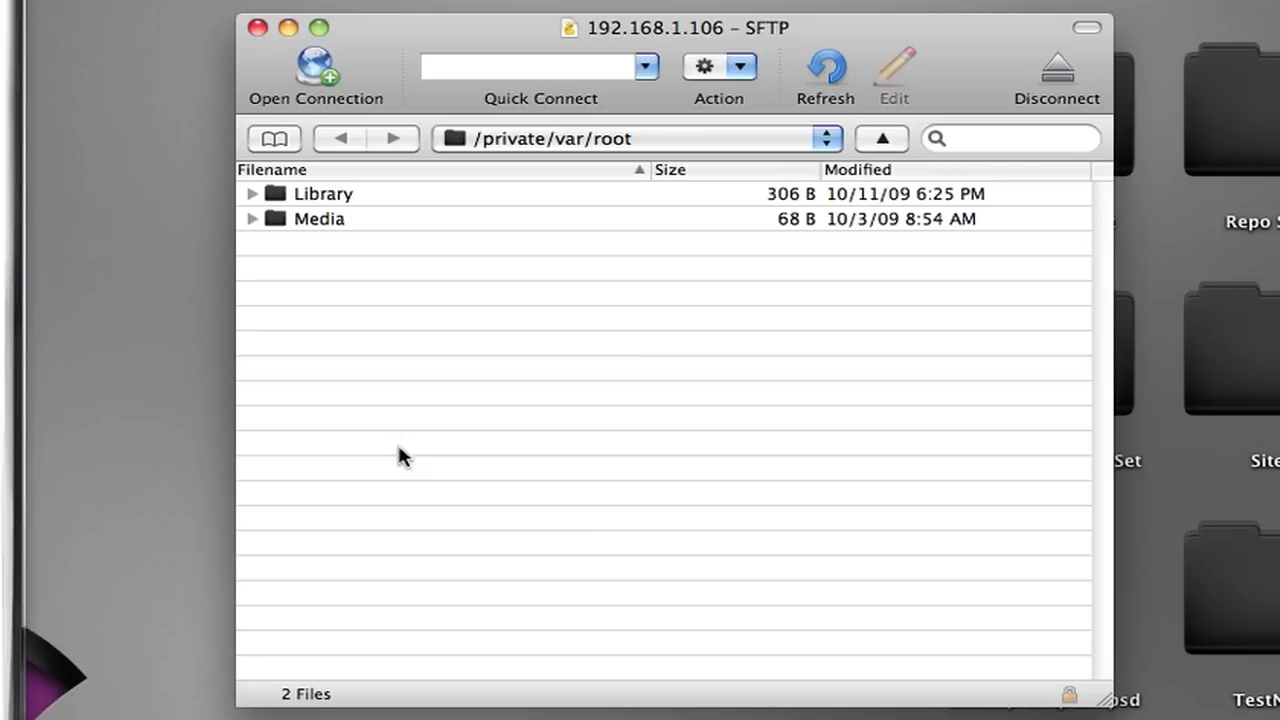 192.168.1.106 – SFTP
Open Connection
Quick Connect
Action
Refresh
Edit
Disconnect
/private/var/root
Filename
Size
Modified
Library 306 B 10/11/09 6:25 PM
Media 68 B 10/3/09 8:54 AM
2 Files
Repo S
Set
Site
psd
TestN